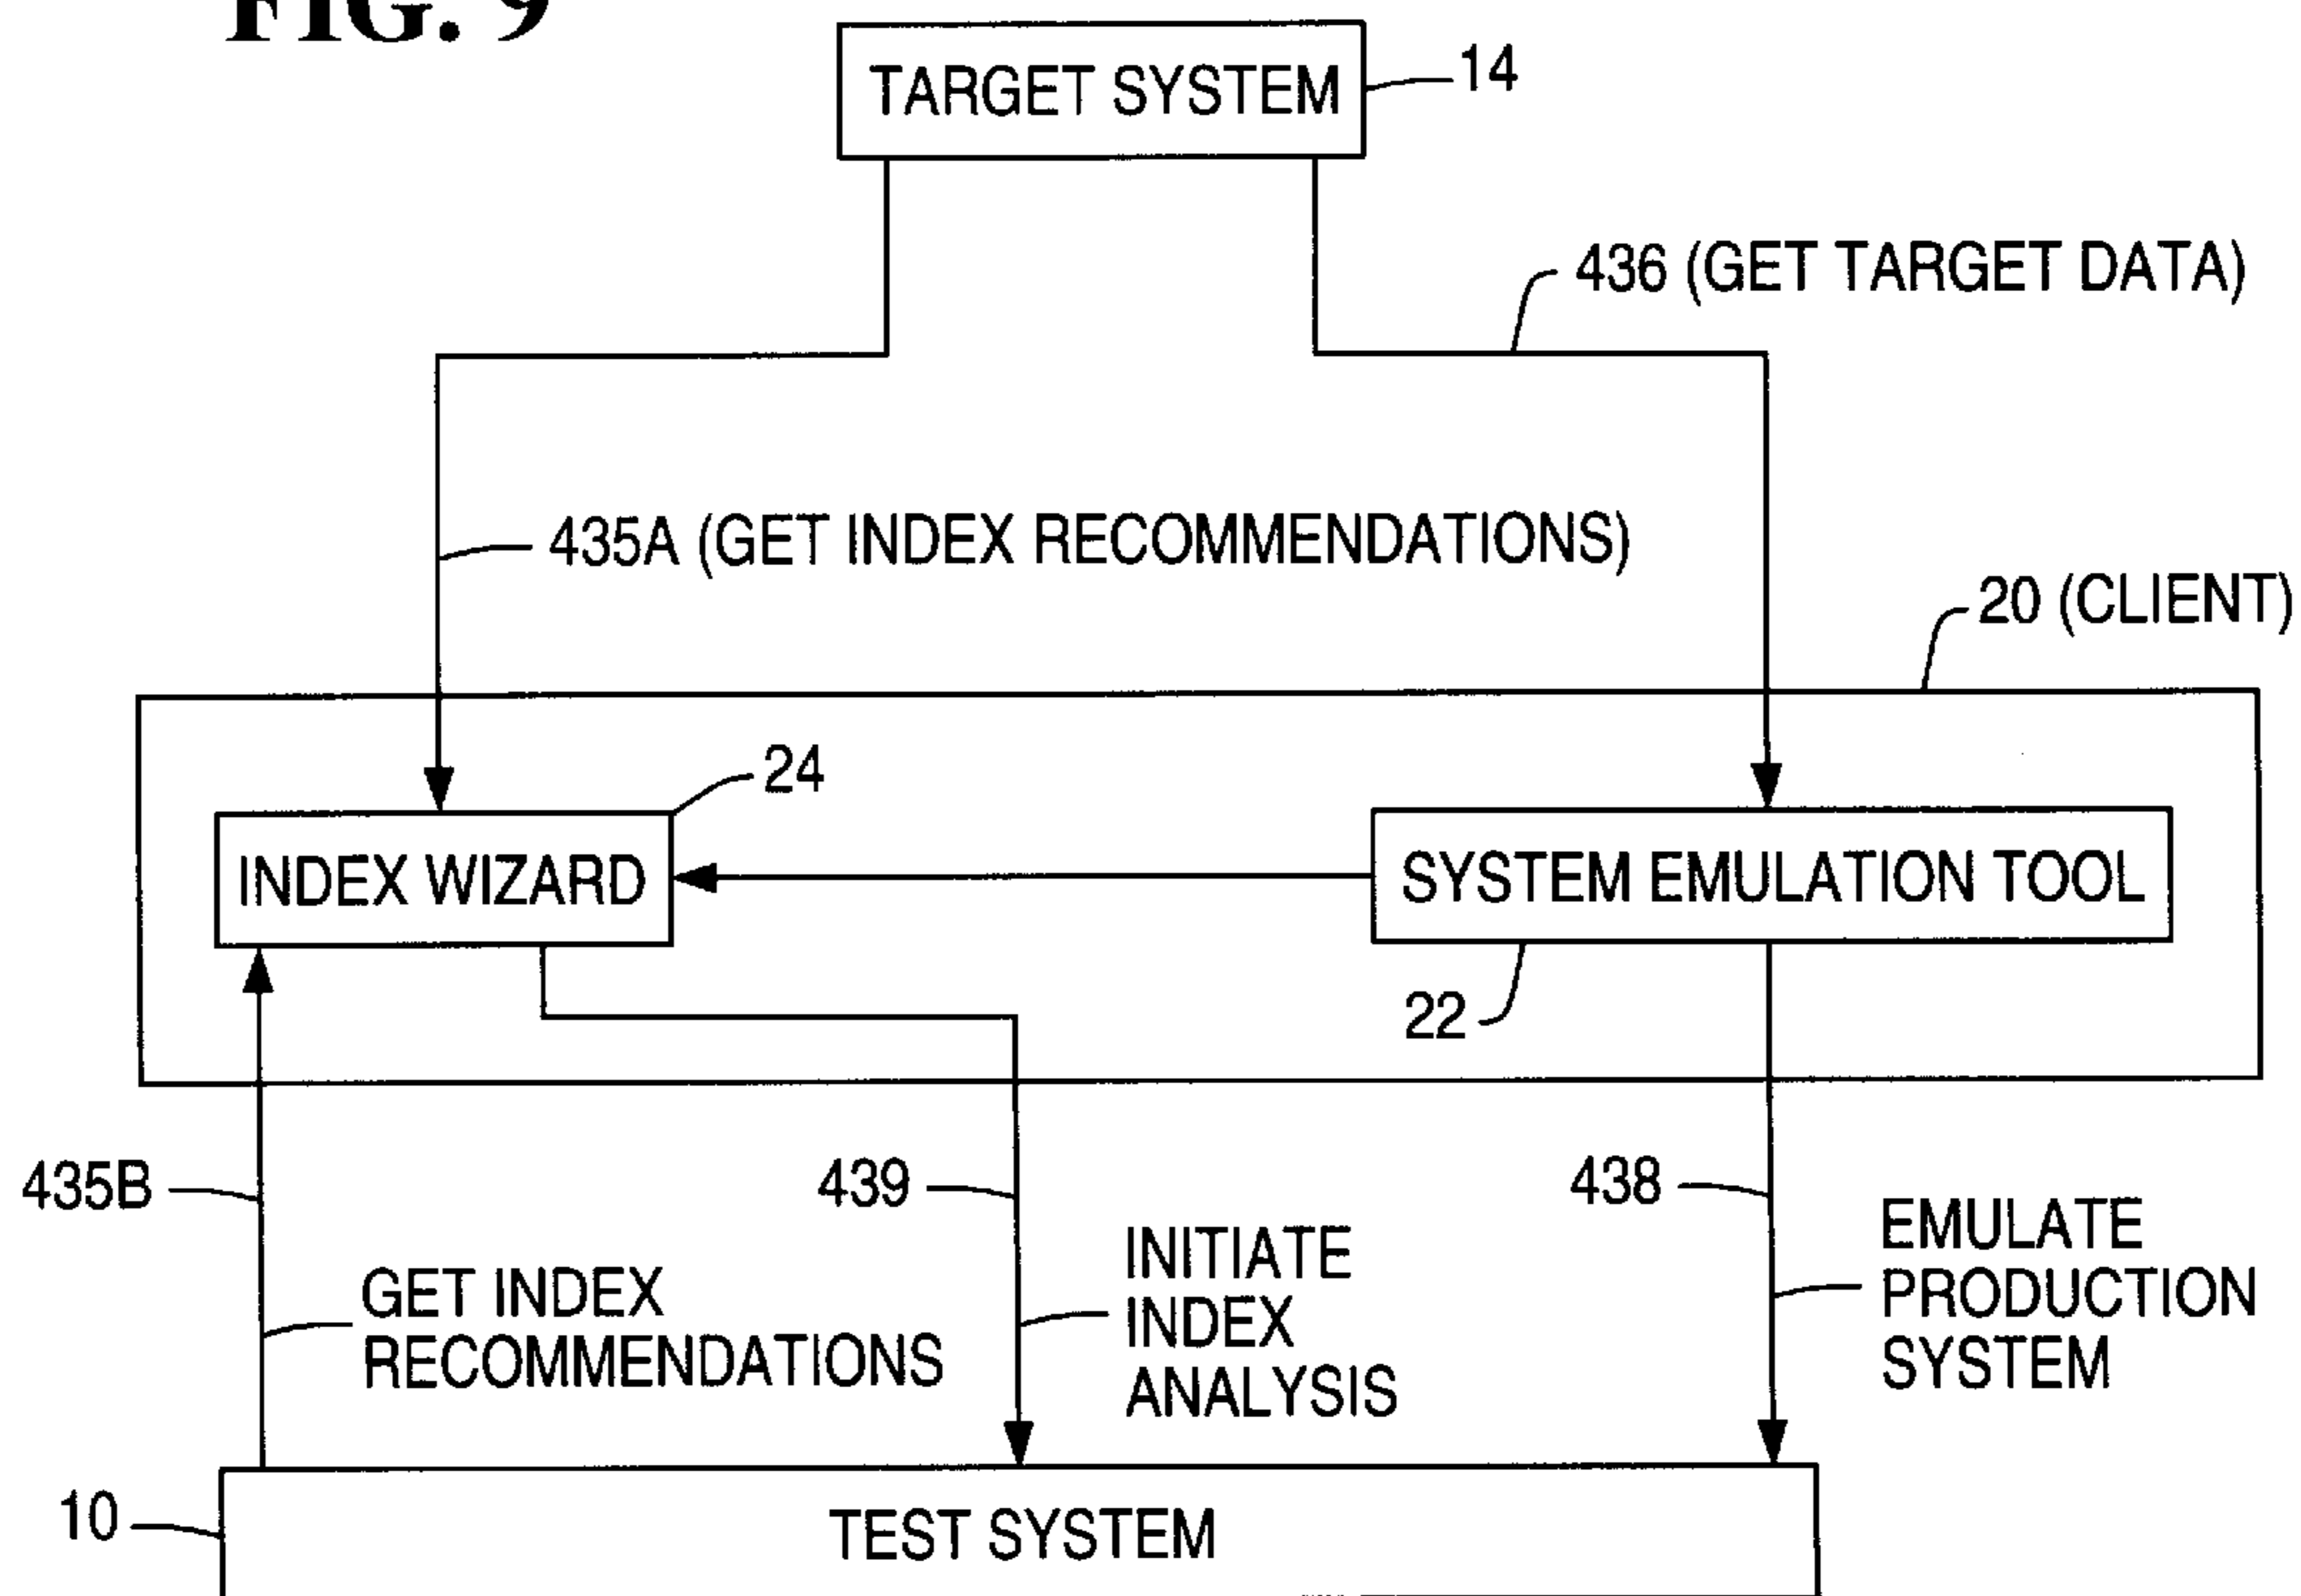 FIG. 9
TARGET SYSTEM
14
436 (GET TARGET DATA)
435A (GET INDEX RECOMMENDATIONS)
20 (CLIENT)
24
INDEX WIZARD
SYSTEM EMULATION TOOL
22
435B
439
438
GET INDEX
RECOMMENDATIONS
INITIATE
INDEX
ANALYSIS
EMULATE
PRODUCTION
SYSTEM
10
TEST SYSTEM